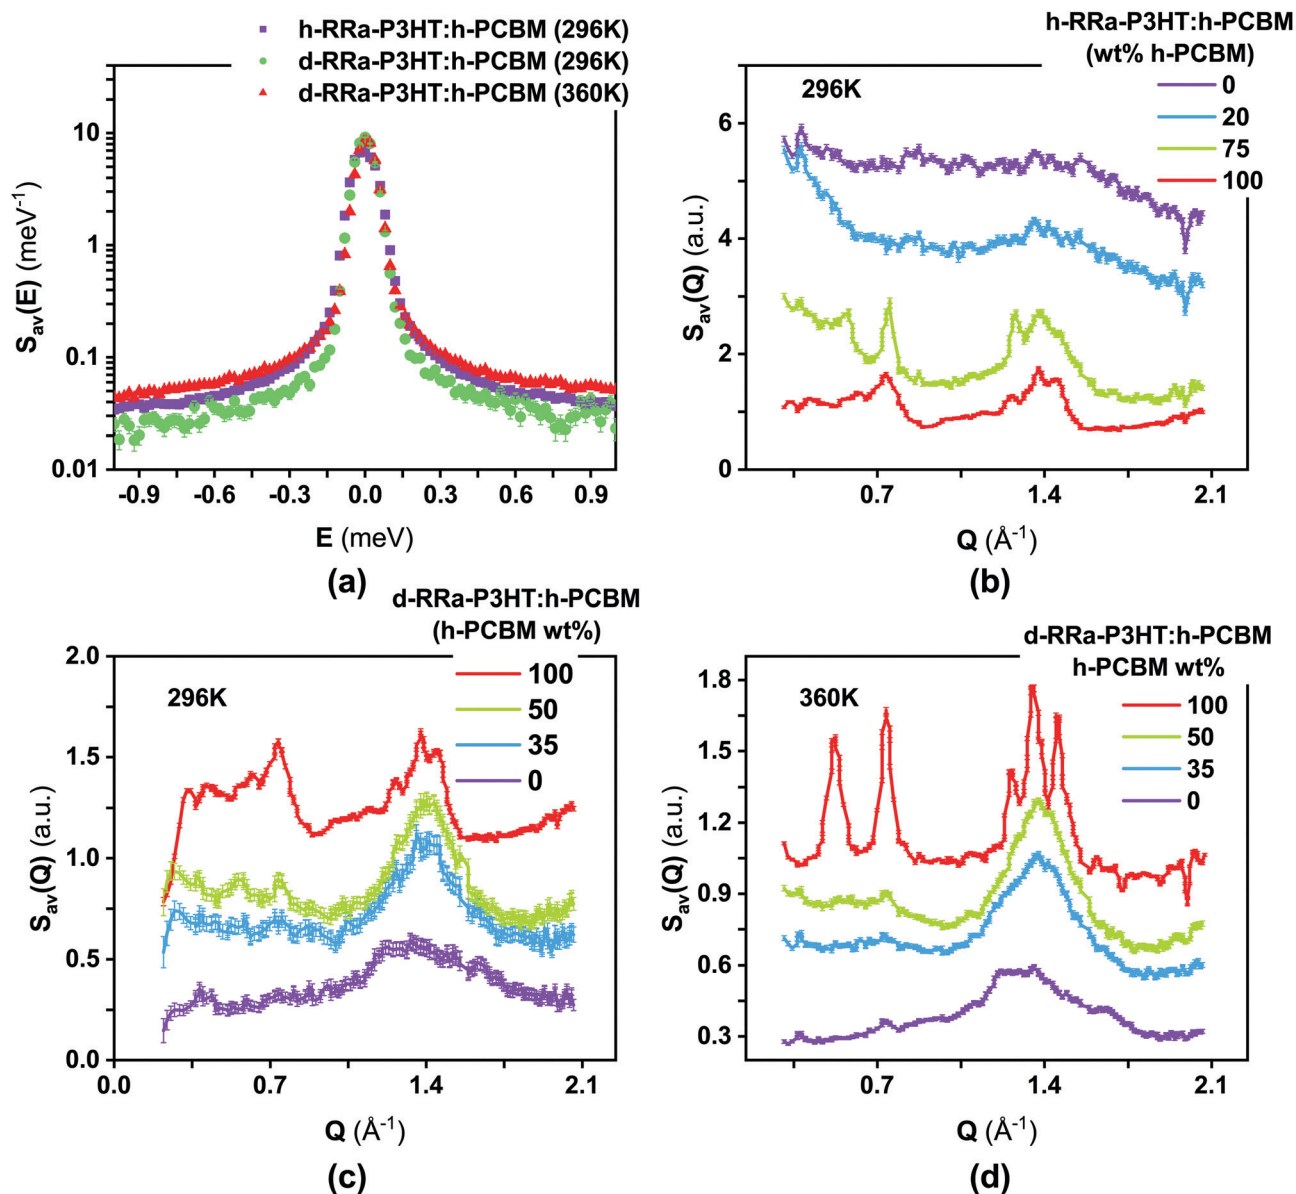 h-RRa-P3HT:h-PCBM (296K)
d-RRa-P3HT:h-PCBM (296K)
d-RRa-P3HT:h-PCBM (360K)
10
1
0.1
0.01
-0.9 -0.6 -0.3 0.0 0.3 0.6 0.9
Sav(E) (meV-1)
E (meV)
(a)
h-RRa-P3HT:h-PCBM
(wt% h-PCBM)
296K
0
20
75
100
6
4
2
0
0.7 1.4 2.1
Sav(Q) (a.u.)
Q (Å-1)
(b)
d-RRa-P3HT:h-PCBM
(h-PCBM wt%)
296K
100
50
35
0
2.0
1.5
1.0
0.5
0.0
0.0 0.7 1.4 2.1
Sav(Q) (a.u.)
Q (Å-1)
(c)
d-RRa-P3HT:h-PCBM
h-PCBM wt%
360K
100
50
35
0
1.8
1.5
1.2
0.9
0.6
0.3
0.7 1.4 2.1
Sav(Q) (a.u.)
Q (Å-1)
(d)